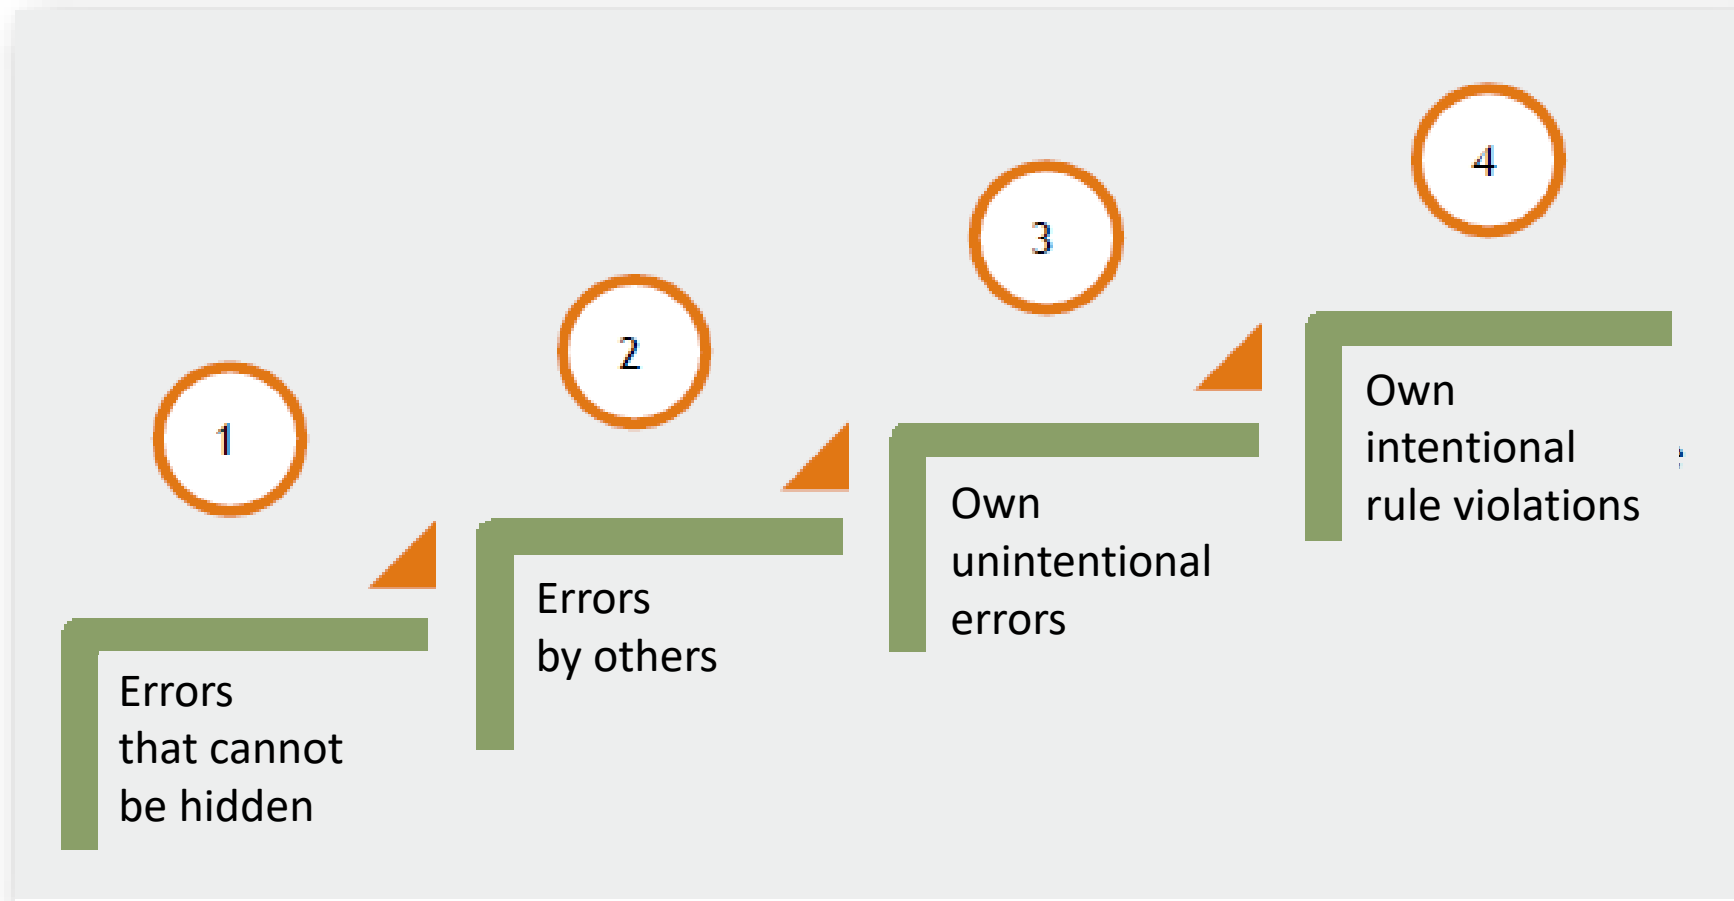 1
Errors
that cannot
be hidden
2
Errors
by others
3
Own
unintentional
errors
4
Own
intentional
rule violations